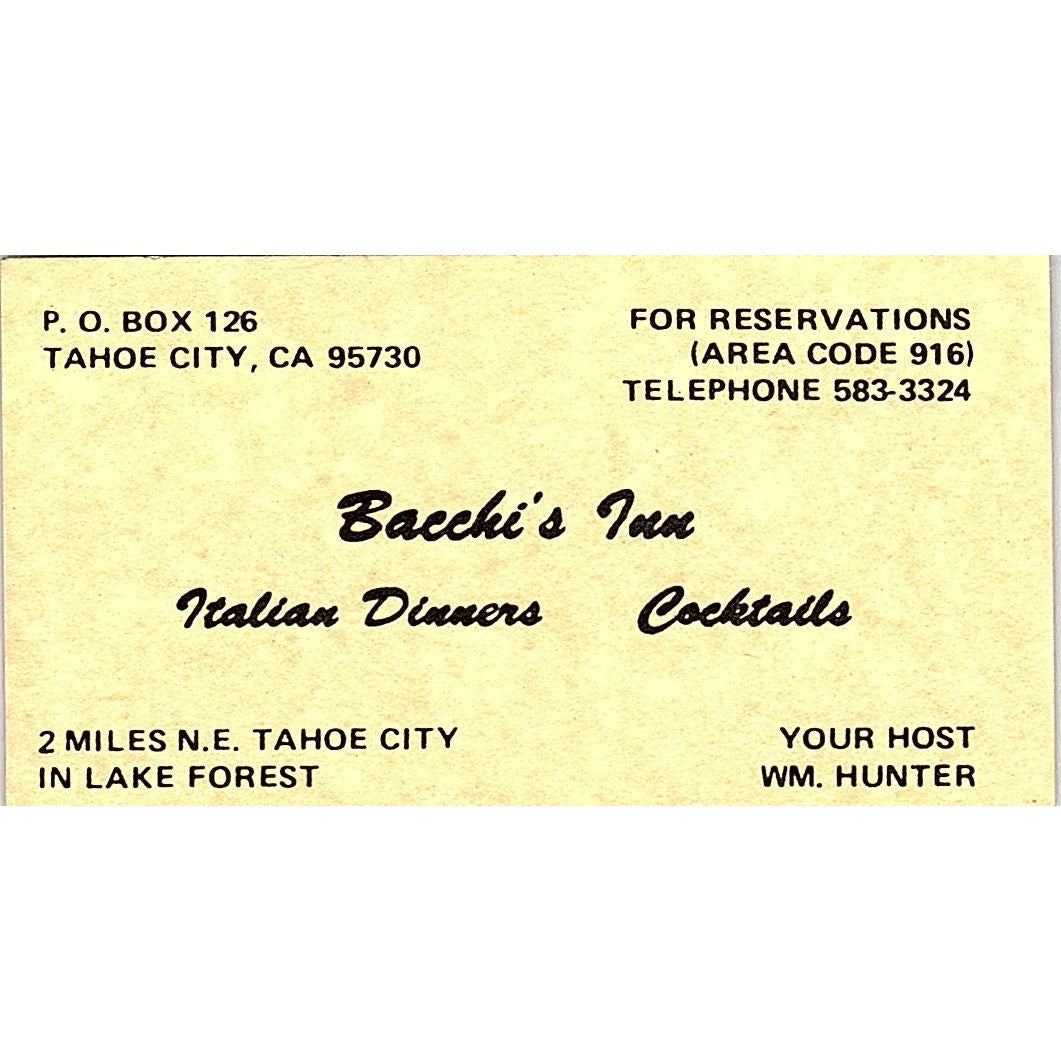 P. O. BOX 126
TAHOE CITY, CA 95730
FOR RESERVATIONS
(AREA CODE 916)
TELEPHONE 583-3324
Bacchi's Inn
Italian Dinners Cocktails
2 MILES N.E. TAHOE CITY
IN LAKE FOREST
YOUR HOST
WM. HUNTER